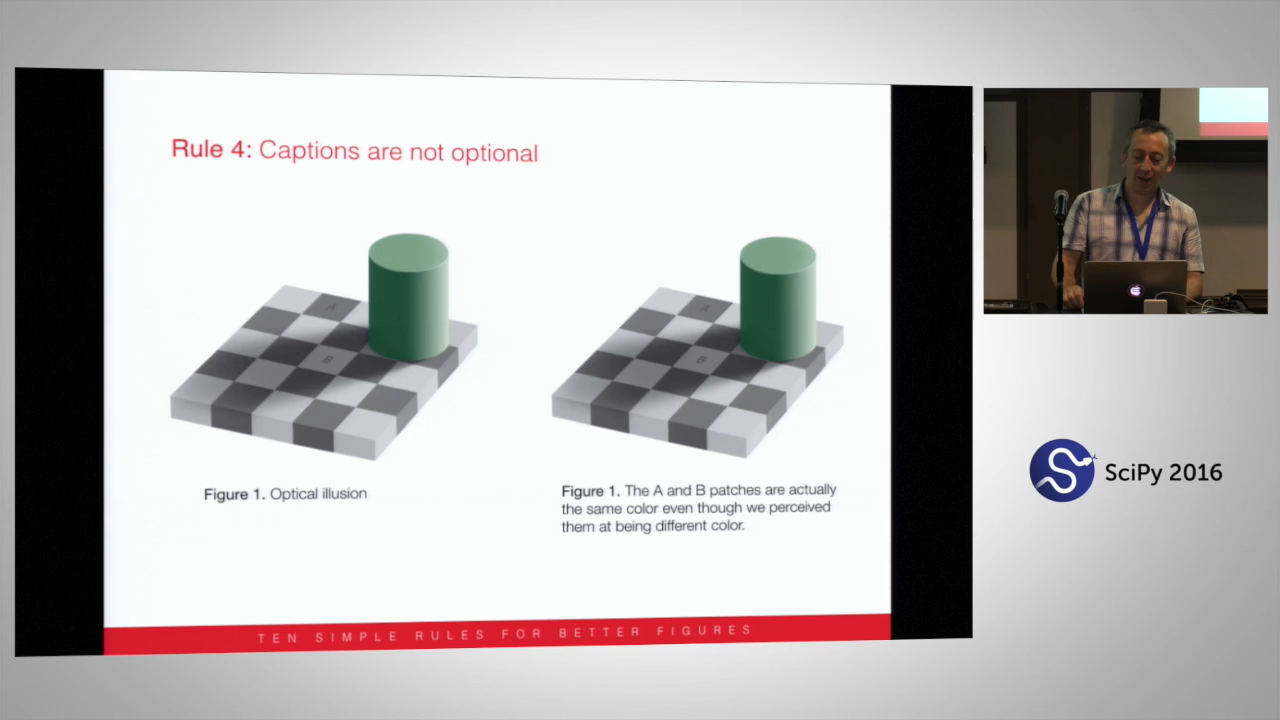 Rule 4: Captions are not optional
A
B
A
B
Figure 1. Optical illusion
Figure 1. The A and B patches are actually
the same color even though we perceived
them at being different color.
TEN SIMPLE RULES FOR BETTER FIGURES
SciPy 2016